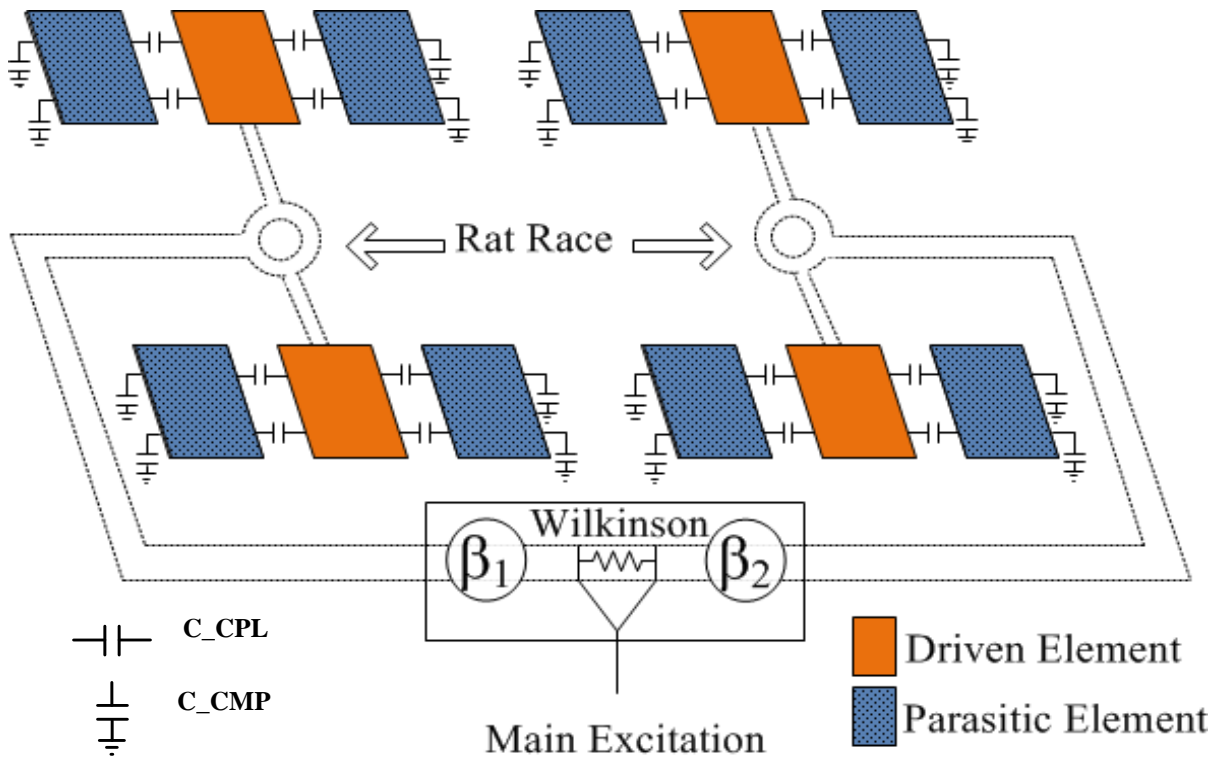 Rat Race
Wilkinson
β1
β2
C_CPL
C_CMP
Main Excitation
Driven Element
Parasitic Element